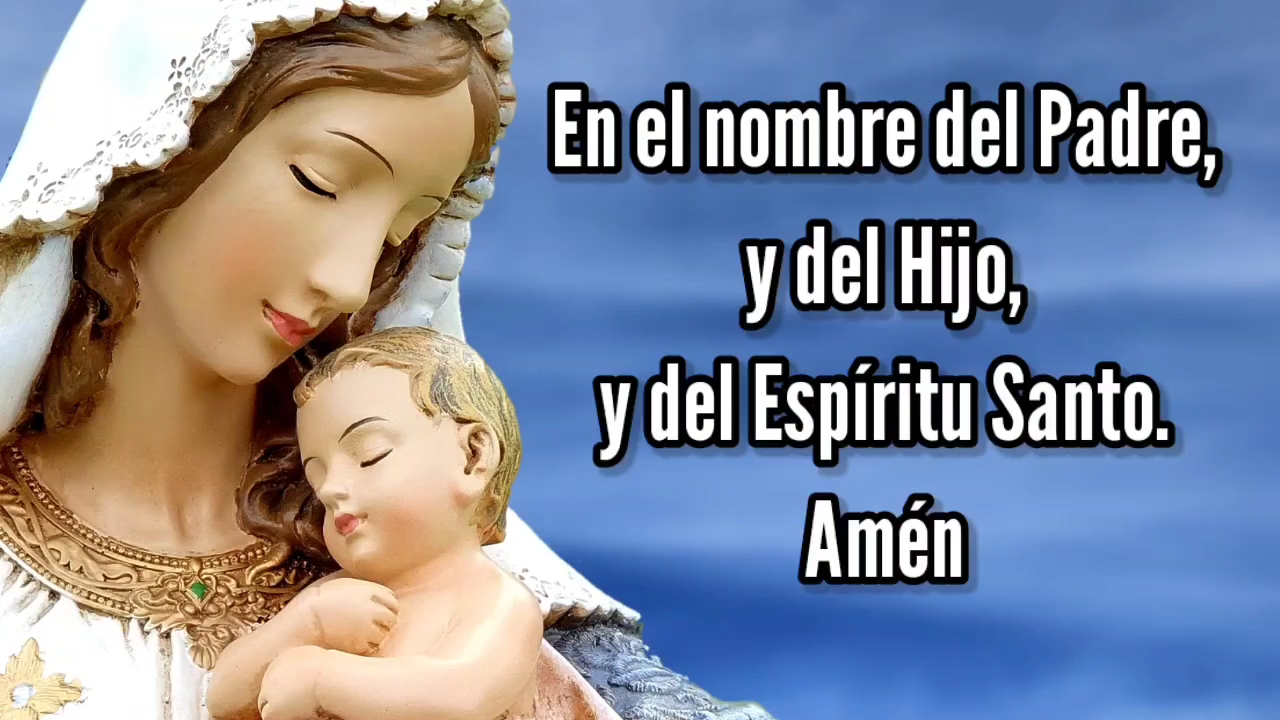 En el nombre del Padre,
y del Hijo,
y del Espíritu Santo.
Amén